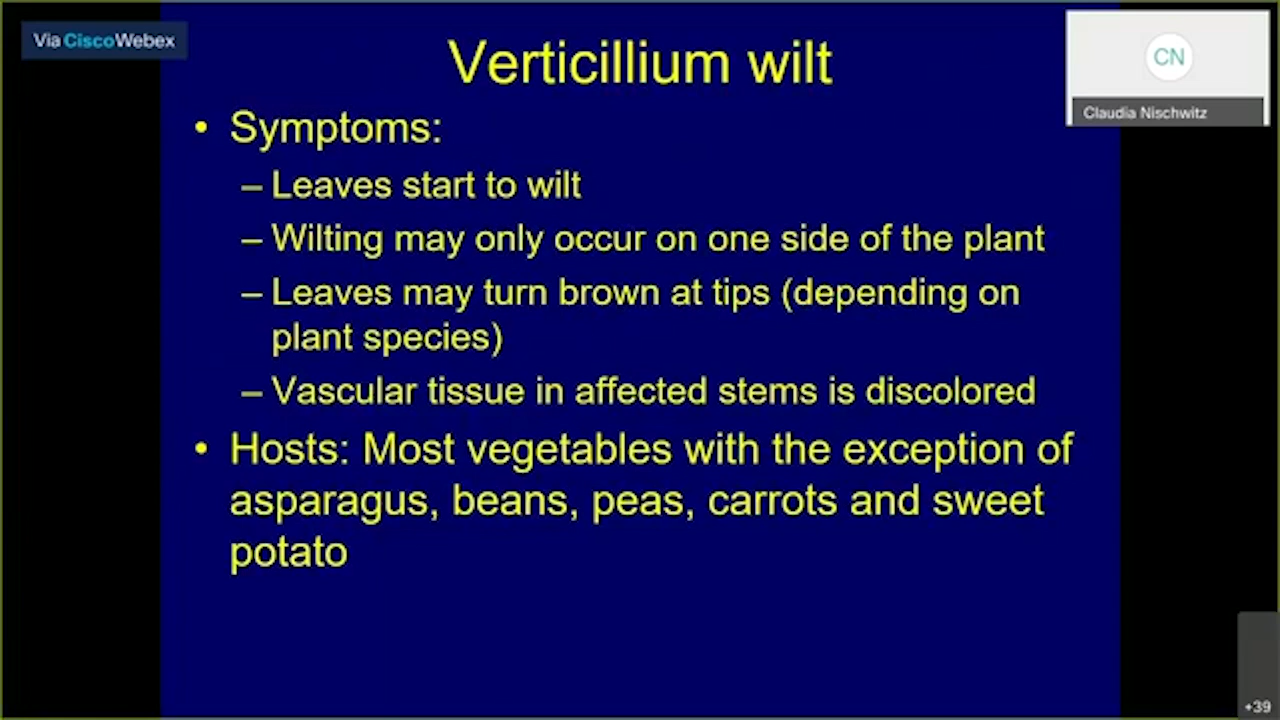 Via CiscoWebex
Verticillium wilt
CN
Claudia Nischwitz
• Symptoms:
– Leaves start to wilt
– Wilting may only occur on one side of the plant
– Leaves may turn brown at tips (depending on
plant species)
– Vascular tissue in affected stems is discolored
• Hosts: Most vegetables with the exception of
asparagus, beans, peas, carrots and sweet
potato
+39